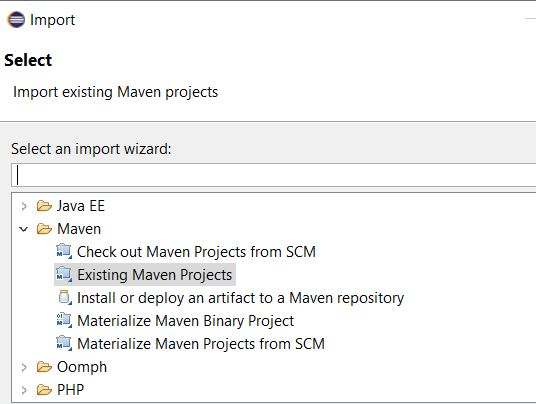 Import
Select
Import existing Maven projects
Select an import wizard:
Java EE
Maven
Check out Maven Projects from SCM
Existing Maven Projects
Install or deploy an artifact to a Maven repository
Materialize Maven Binary Project
Materialize Maven Projects from SCM
Oomph
PHP